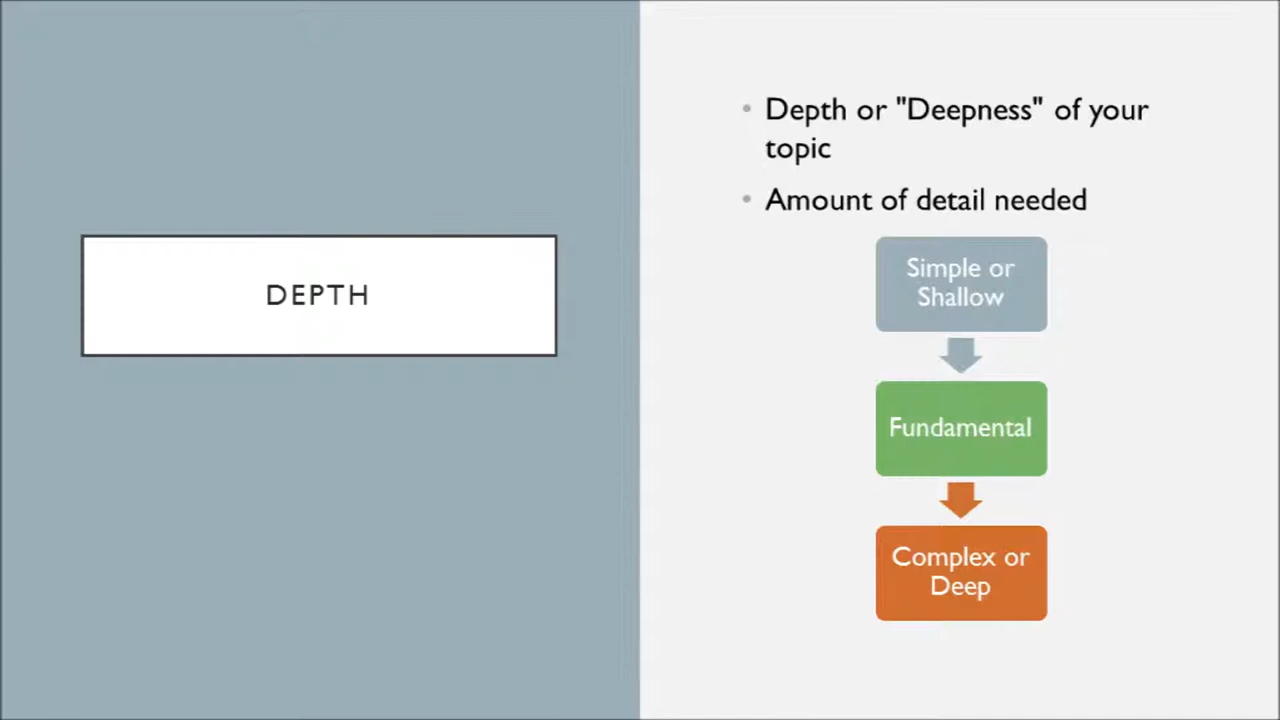 DEPTH
Depth or "Deepness" of your
topic
Amount of detail needed
Simple or
Shallow
Fundamental
Complex or
Deep